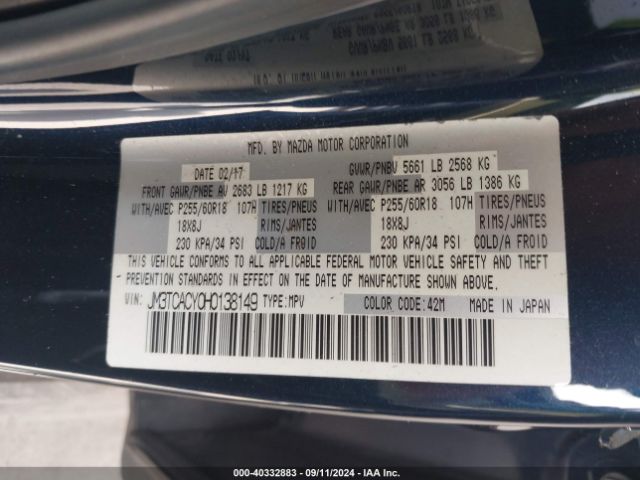 MFD. BY MAZDA MOTOR CORPORATION
DATE 02/17 GVWR/PNBV 5661 LB 2568 KG
FRONT GAWR/PNBE AV 2683 LB 1217 KG REAR GAWR/PNBE AR 3056 LB 1386 KG
WITH/AVEC P255/60R18 107H TIRES/PNEUS WITH/AVEC P255/60R18 107H TIRES/PNEUS
18X8J RIMS/JANTES 18X8J RIMS/JANTES
230 KPA/34 PSI COLD/A FROID 230 KPA/34 PSI COLD/A FROID
THIS VEHICLE CONFORMS TO ALL APPLICABLE FEDERAL MOTOR VEHICLE SAFETY AND THEFT
PREVENTION STANDARDS IN EFFECT ON THE DATE OF MANUFACTURE SHOWN ABOVE.
VIN: JM3TCACY0H0138149 TYPE:MPV COLOR CODE:42M MADE IN JAPAN
000-40332883 - 09/11/2024 - IAA Inc.